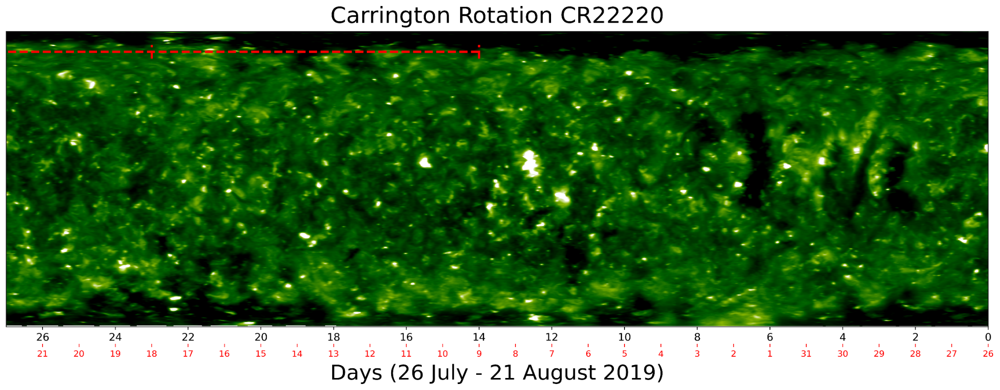 Carrington Rotation CR22220
26 24 22 20 18 16 14 12 10 8 6 4 2 0
21 20 19 18 17 16 15 14 13 12 11 10 9 8 7 6 5 4 3 2 1 31 30 29 28 27 26
Days (26 July - 21 August 2019)